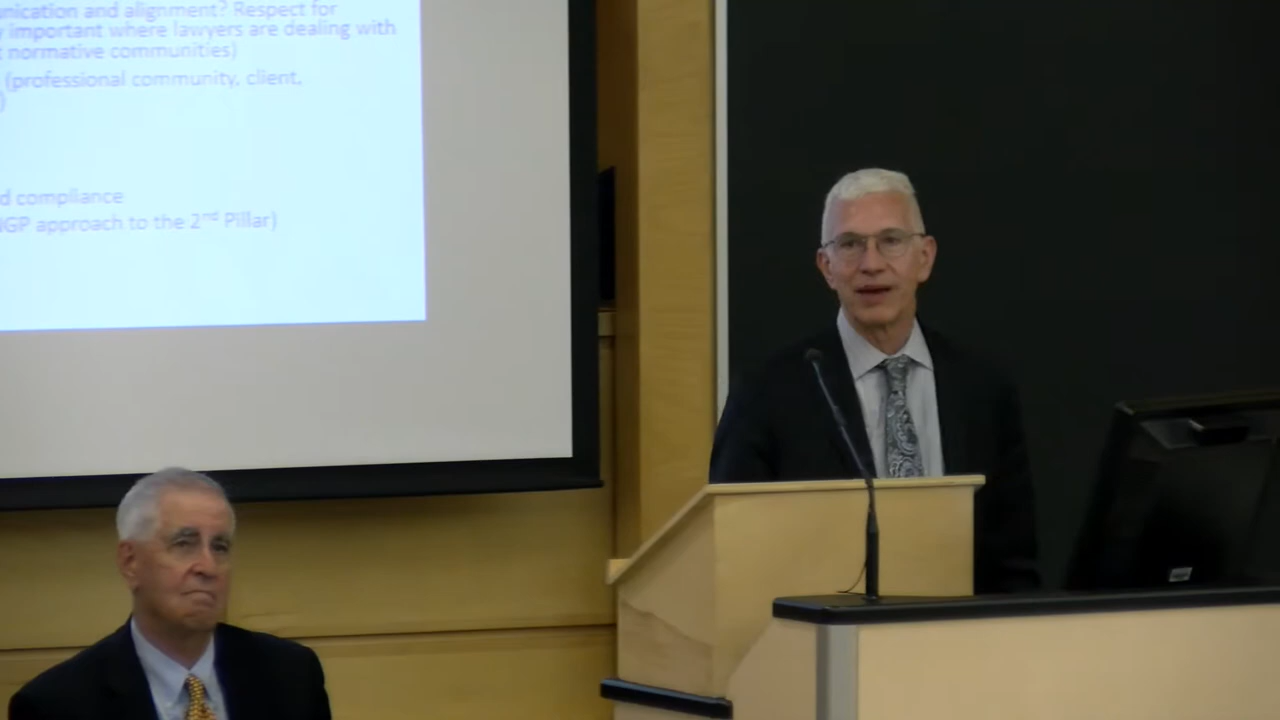 nication and alignment? Respect for
important where lawyers are dealing with
normative communities)
(professional community, client,
)
d compliance
GP approach to the 2nd Pillar)